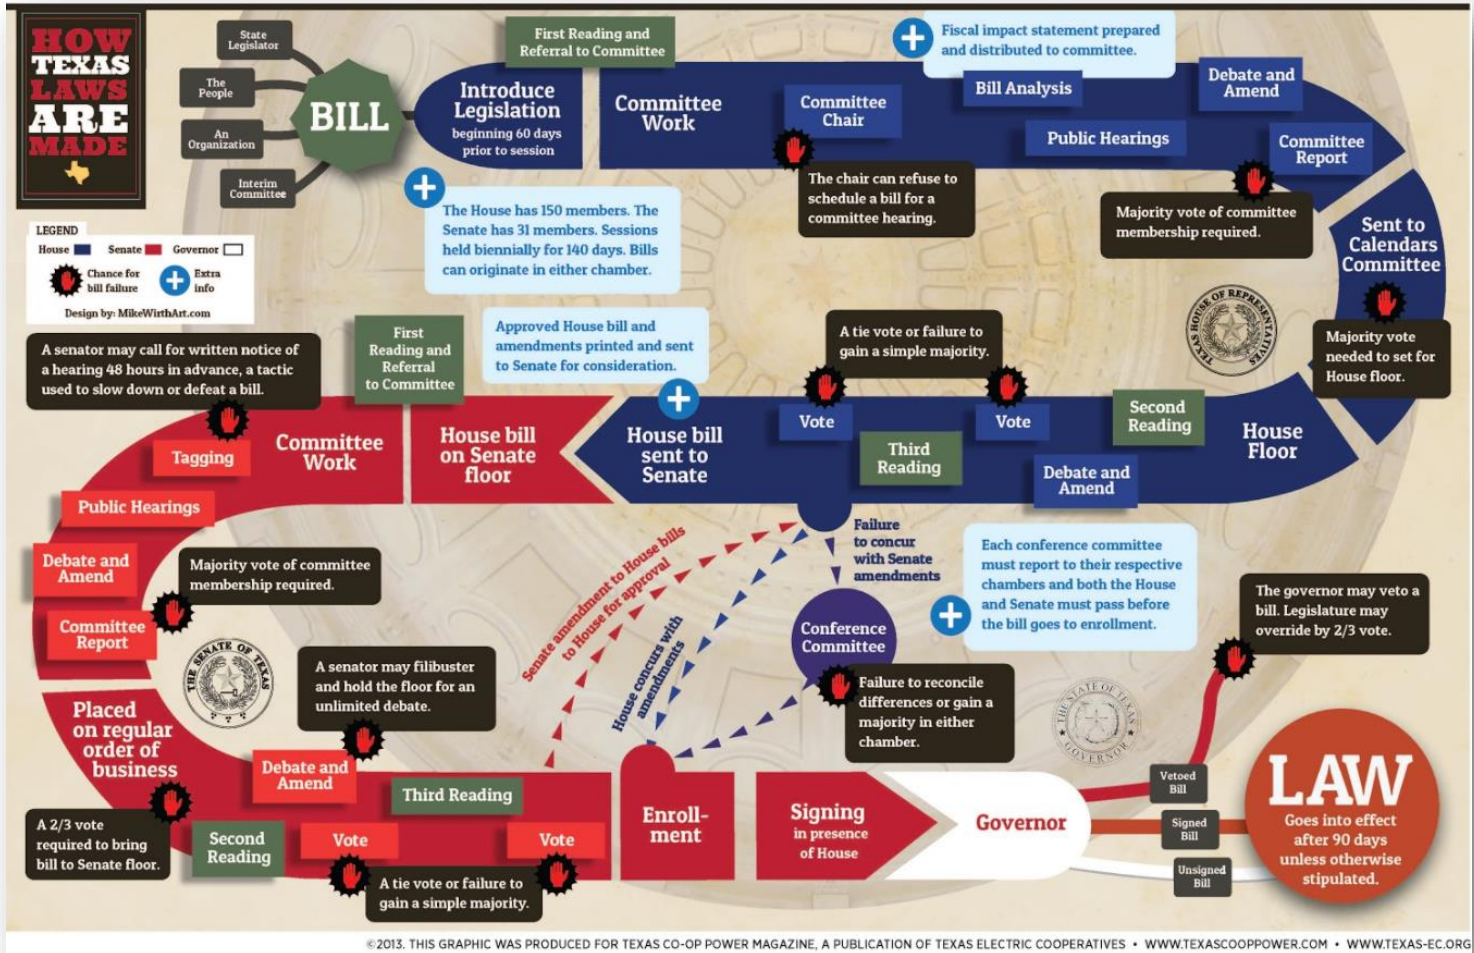 HOW
TEXAS
LAWS
ARE
MADE
State
Legislator
The
People
An
Organization
Interim
Committee
BILL
First Reading and
Referral to Committee
Introduce
Legislation
beginning 60 days
prior to session
Committee
Work
Committee
Chair
The chair can refuse to
schedule a bill for a
committee hearing.
Fiscal impact statement prepared
and distributed to committee.
Bill Analysis
Public Hearings
Debate and
Amend
Committee
Report
Majority vote of committee
membership required.
The House has 150 members. The
Senate has 31 members. Sessions
held biennially for 140 days. Bills
can originate in either chamber.
LEGEND
House
Senate
Governor
Chance for
bill failure
Extra
info
Design by: MikeWirthArt.com
Sent to
Calendars
Committee
Majority vote
needed to set for
House floor.
TEXAS HOUSE OF REPRESENTATIVES
House
Floor
Second
Reading
Debate and
Amend
Vote
Third
Reading
Vote
A tie vote or failure to
gain a simple majority.
House bill
sent to
Senate
Approved House bill and
amendments printed and sent
to Senate for consideration.
House bill
on Senate
floor
First
Reading and
Referral
to Committee
Committee
Work
A senator may call for written notice of
a hearing 48 hours in advance, a tactic
used to slow down or defeat a bill.
Tagging
Public Hearings
Debate and
Amend
Committee
Report
Majority vote of committee
membership required.
THE SENATE OF TEXAS
Placed
on regular
order of
business
A 2/3 vote
required to bring
bill to Senate floor.
Second
Reading
Debate and
Amend
A senator may filibuster
and hold the floor for an
unlimited debate.
Vote
Third Reading
Vote
A tie vote or failure to
gain a simple majority.
Senate amendment to House bills
to House for approval
House concurs with
amendments
Failure
to concur
with Senate
amendments
Conference
Committee
Each conference committee
must report to their respective
chambers and both the House
and Senate must pass before
the bill goes to enrollment.
Failure to reconcile
differences or gain a
majority in either
chamber.
Enroll-
ment
Signing
in presence
of House
Governor
THE STATE OF TEXAS
GOVERNOR
The governor may veto a
bill. Legislature may
override by 2/3 vote.
Vetoed
Bill
Signed
Bill
Unsigned
Bill
LAW
Goes into effect
after 90 days
unless otherwise
stipulated.
©2013. THIS GRAPHIC WAS PRODUCED FOR TEXAS CO-OP POWER MAGAZINE, A PUBLICATION OF TEXAS ELECTRIC COOPERATIVES • WWW.TEXASCOOPPOWER.COM • WWW.TEXAS-EC.ORG